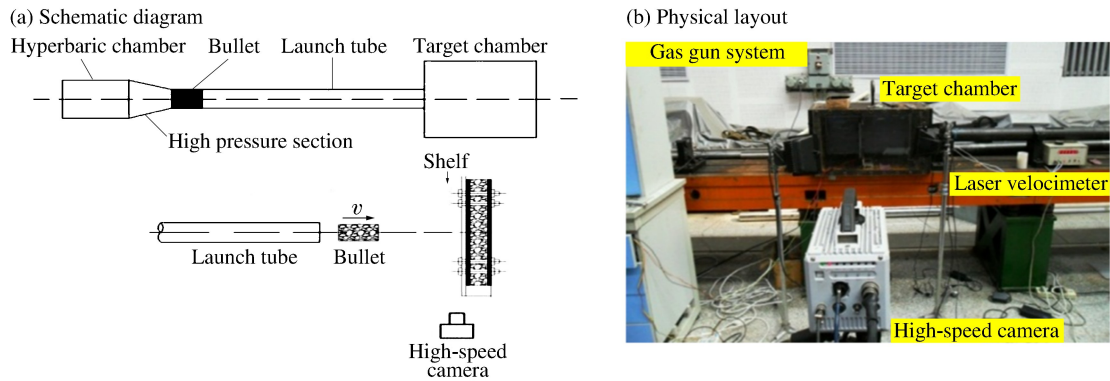 (a) Schematic diagram
Hyperbaric chamber
Bullet
Launch tube
Target chamber
High pressure section
Shelf
v
Launch tube
Bullet
High-speed
camera
(b) Physical layout
Gas gun system
Target chamber
Laser velocimeter
High-speed camera